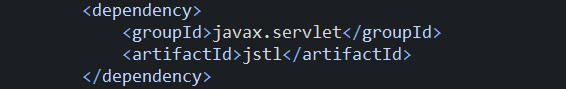 <dependency>
<groupId>javax.servlet</groupId>
<artifactId>jstl</artifactId>
</dependency>